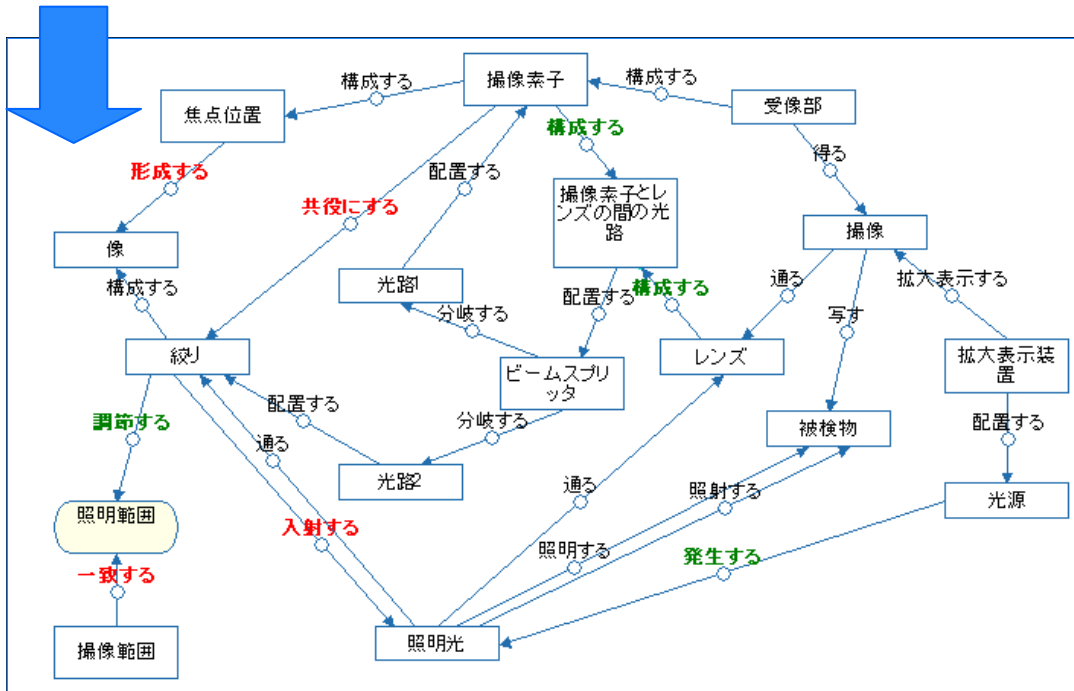 撮像素子
構成する
構成する
受像部
焦点位置
構成する
得る
形成する
配置する
共役にする
撮像素子とレ
ンズの間の光
路
撮像
像
構成する
光路1
配置する
構成する
通る
拡大表示する
分岐する
写す
絞り
レンズ
拡大表示装
置
ビームスプリ
ッタ
調節する
配置する
分岐する
被検物
配置する
通る
光路2
照明範囲
入射する
通る
照射する
光源
照明する
発生する
一致する
撮像範囲
照明光